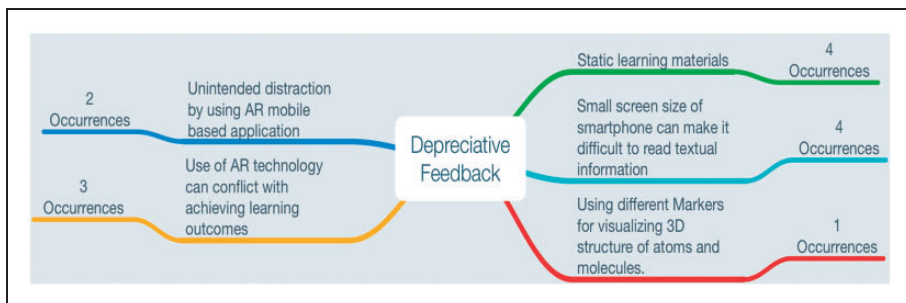 2
Occurrences
Unintended distraction
by using AR mobile
based application
3
Occurrences
Use of AR technology
can conflict with
achieving learning
outcomes
Depreciative
Feedback
Static learning materials
4
Occurrences
Small screen size of
smartphone can make it
difficult to read textual
information
4
Occurrences
Using different Markers
for visualizing 3D
structure of atoms and
molecules.
1
Occurrences